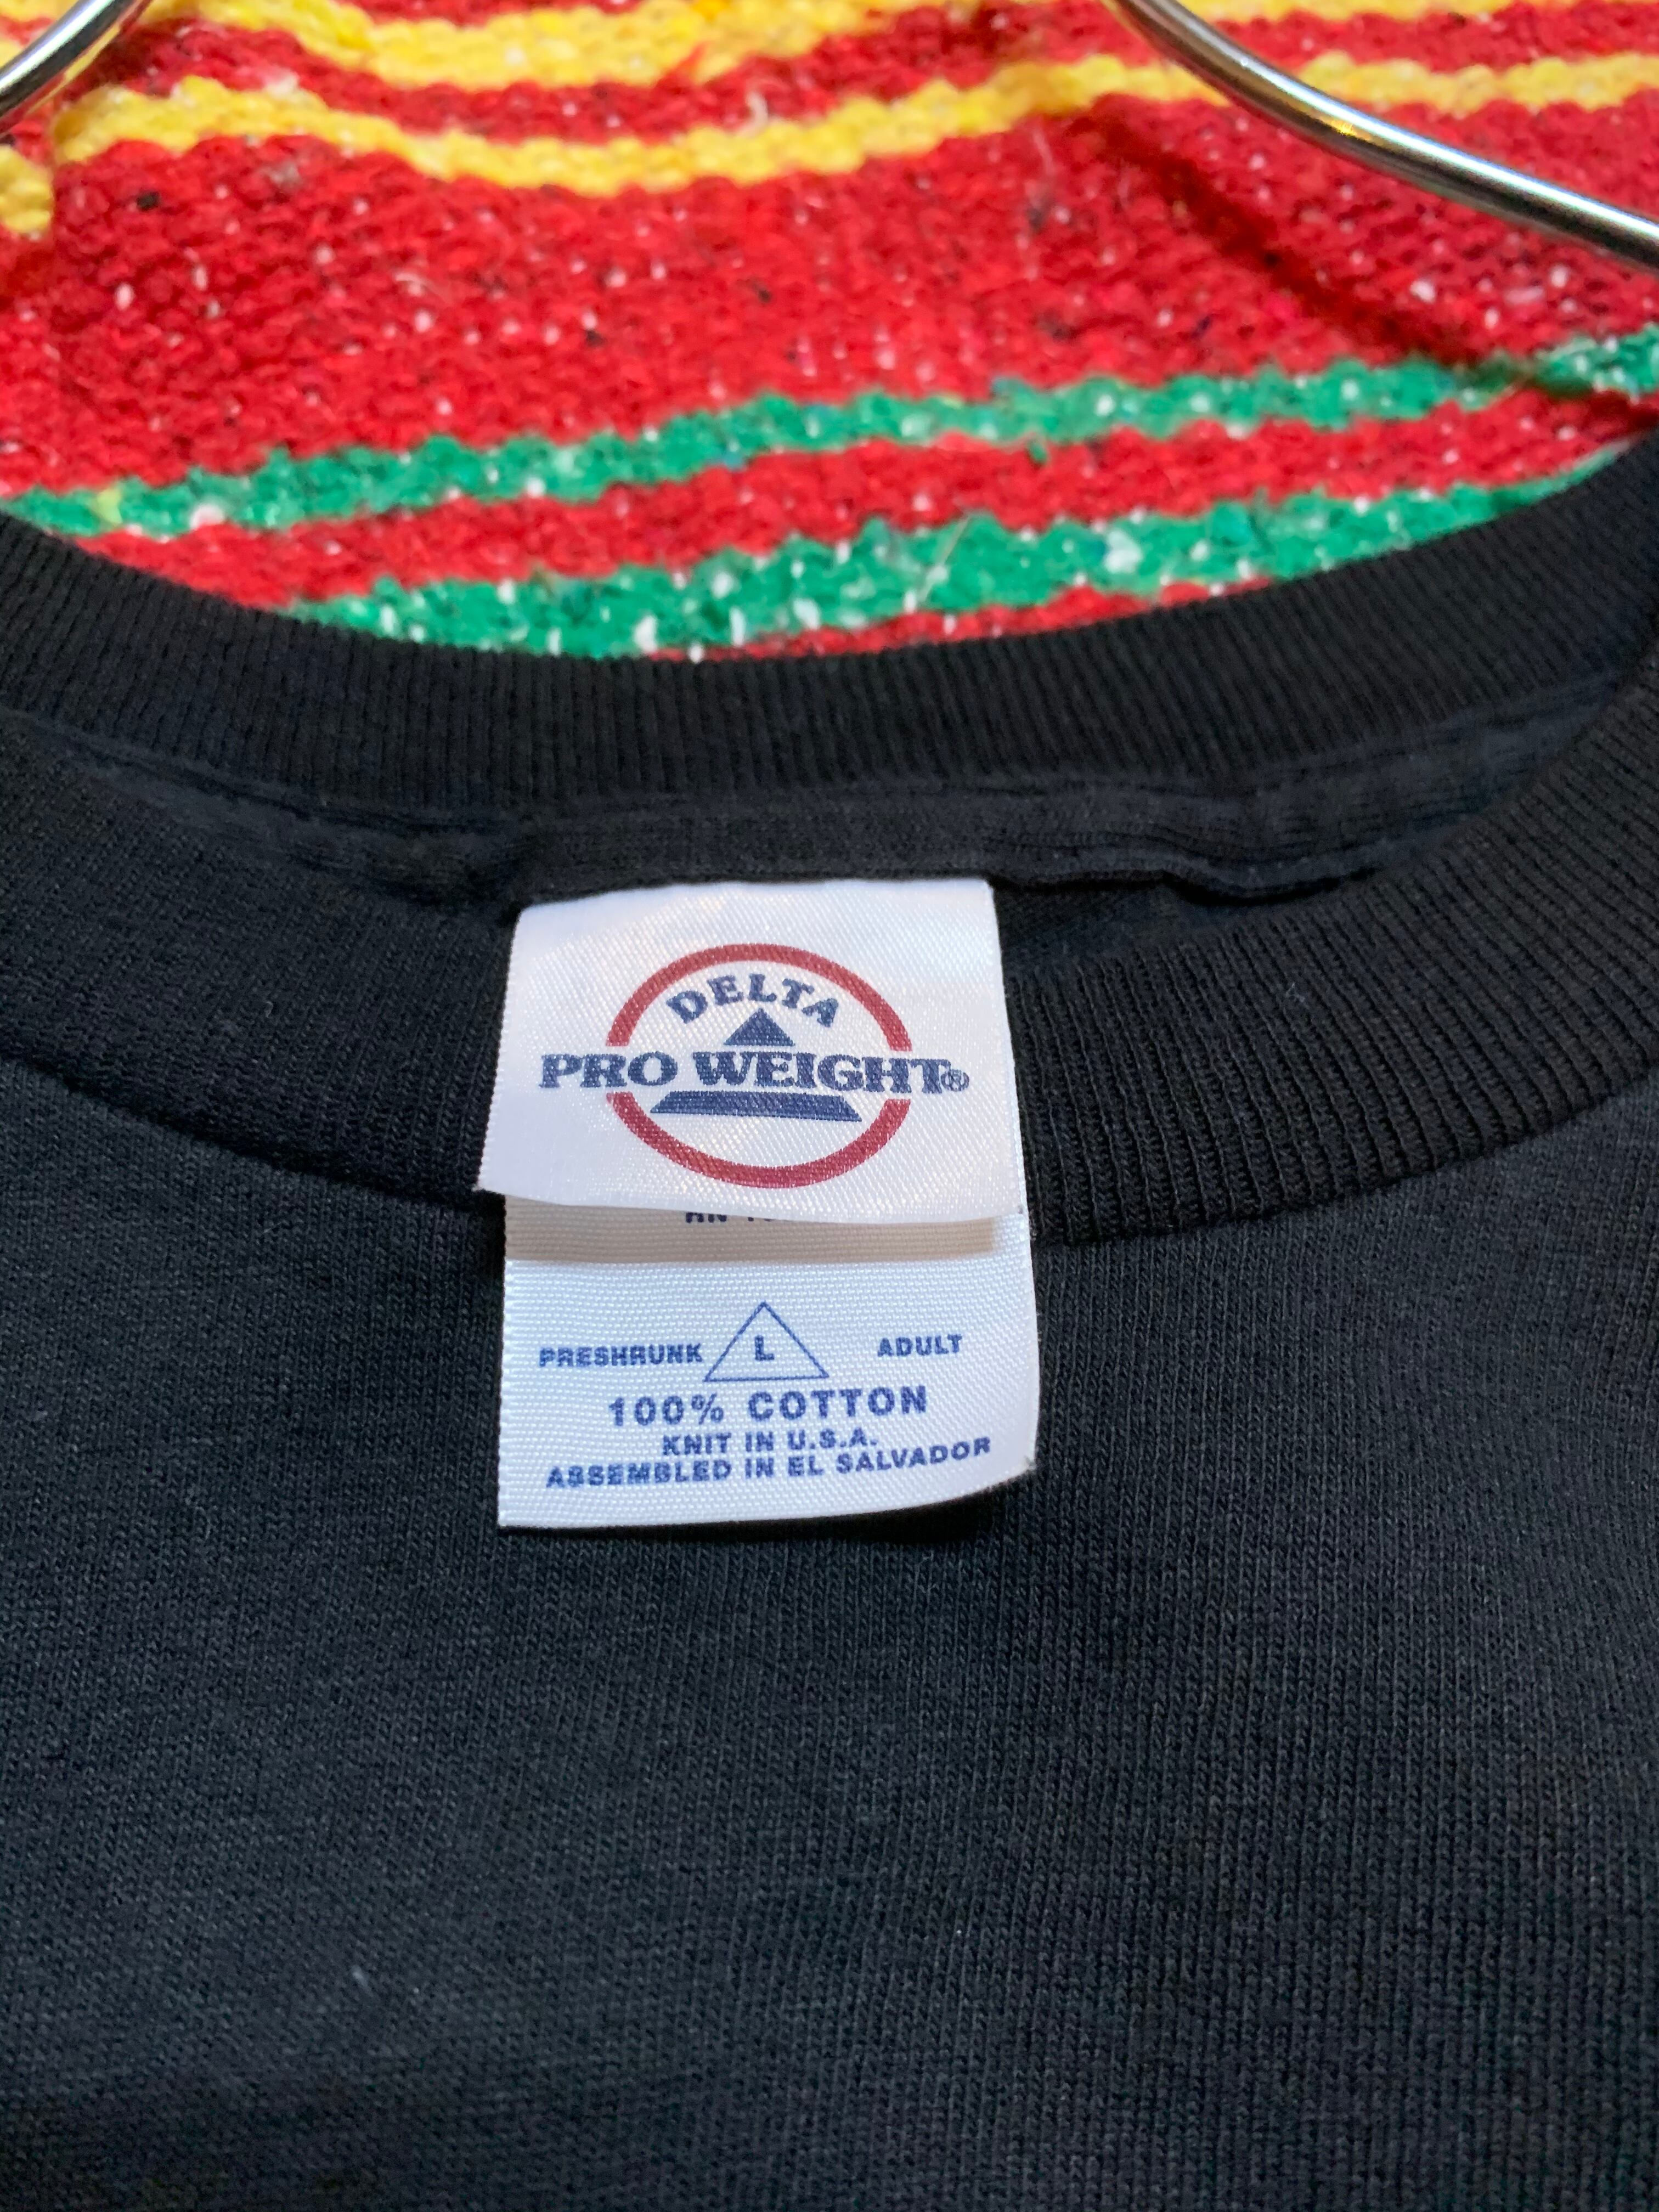 DELTA
PRO WEIGHT®
PRESHRUNK L ADULT
100% COTTON
KNIT IN U.S.A.
ASSEMBLED IN EL SALVADOR